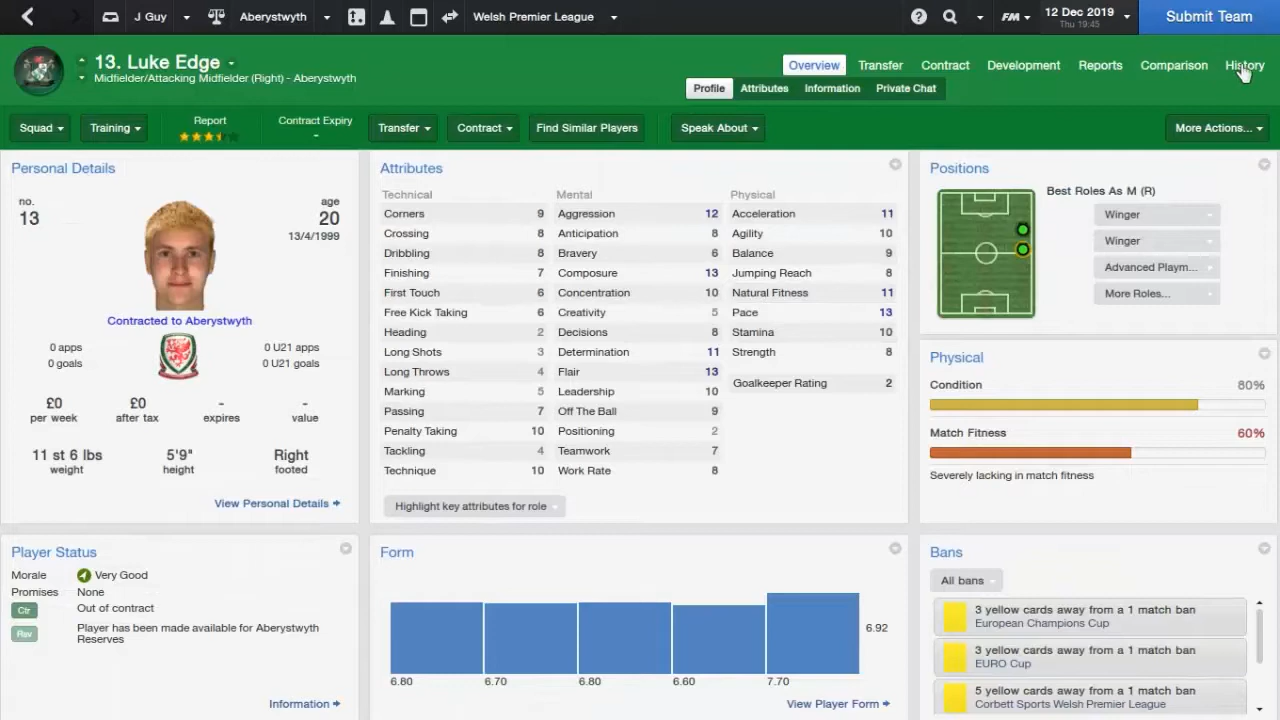 J Guy
Aberystwyth
Welsh Premier League
?
FM
12 Dec 2019
Thu 19:45
Submit Team
13. Luke Edge
Midfielder/Attacking Midfielder (Right) - Aberystwyth
Overview
Transfer
Contract
Development
Reports
Comparison
History
Profile
Attributes
Information
Private Chat
Squad
Training
Report
Contract Expiry
-
Transfer
Contract
Find Similar Players
Speak About
More Actions...
Personal Details
no.
13
age
20
13/4/1999
Contracted to Aberystwyth
0 apps
0 goals
0 U21 apps
0 U21 goals
£0
per week
£0
after tax
-
expires
-
value
11 st 6 lbs
weight
5'9"
height
Right
footed
View Personal Details
Attributes
Technical
Corners 9
Crossing 8
Dribbling 8
Finishing 7
First Touch 6
Free Kick Taking 6
Heading 2
Long Shots 3
Long Throws 4
Marking 5
Passing 7
Penalty Taking 10
Tackling 4
Technique 10
Mental
Aggression 12
Anticipation 8
Bravery 6
Composure 13
Concentration 10
Creativity 5
Decisions 8
Determination 11
Flair 13
Leadership 10
Off The Ball 9
Positioning 2
Teamwork 7
Work Rate 8
Physical
Acceleration 11
Agility 10
Balance 9
Jumping Reach 8
Natural Fitness 11
Pace 13
Stamina 10
Strength 8
Goalkeeper Rating 2
Highlight key attributes for role
Positions
Best Roles As M (R)
Winger
Winger
Advanced Playm...
More Roles...
Physical
Condition 80%
Match Fitness 60%
Severely lacking in match fitness
Player Status
Morale Very Good
Promises None
Ctr Out of contract
Rsv Player has been made available for Aberystwyth
Reserves
Information
Form
6.92
6.80 6.70 6.80 6.60 7.70
View Player Form
Bans
All bans
3 yellow cards away from a 1 match ban
European Champions Cup
3 yellow cards away from a 1 match ban
EURO Cup
5 yellow cards away from a 1 match ban
Corbett Sports Welsh Premier League